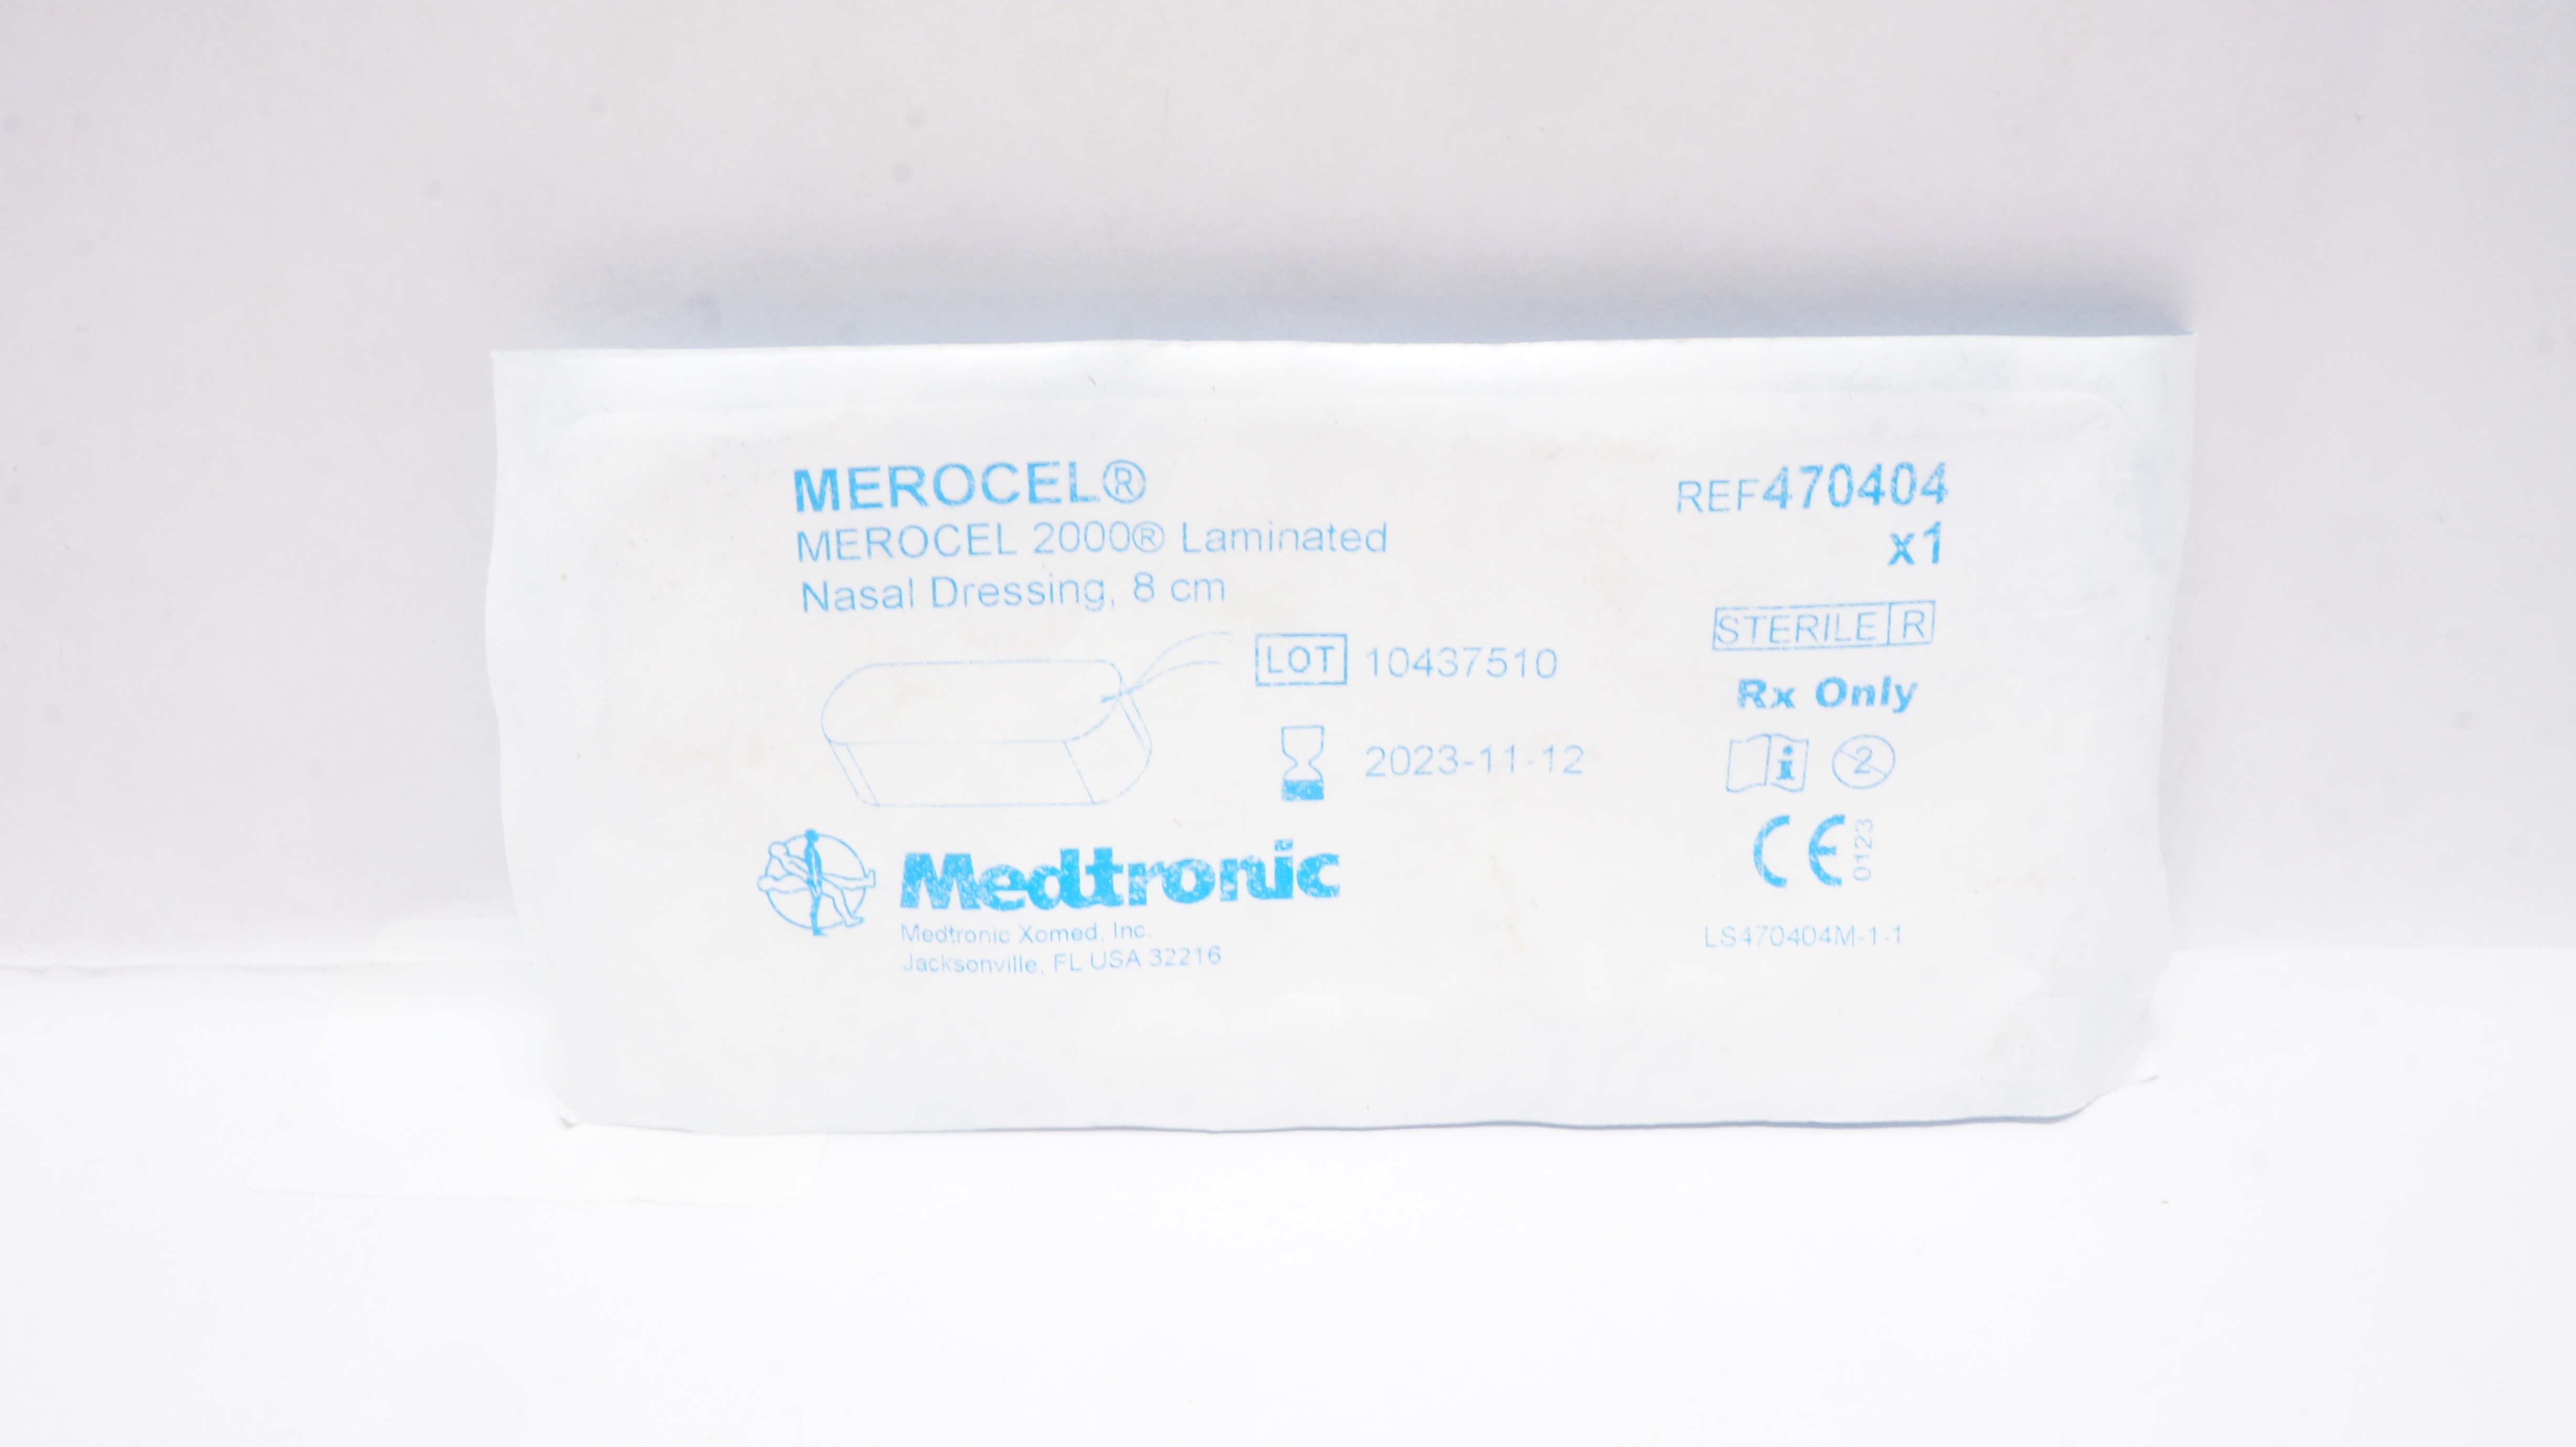 MEROCEL®
MEROCEL 2000® Laminated
Nasal Dressing, 8 cm
REF470404
x1
STERILE R
Rx Only
LOT 10437510
2023-11-12
i 2
CE 0123
Medtronic
Medtronic Xomed, Inc.
Jacksonville, FL USA 32216
LS470404M-1-1